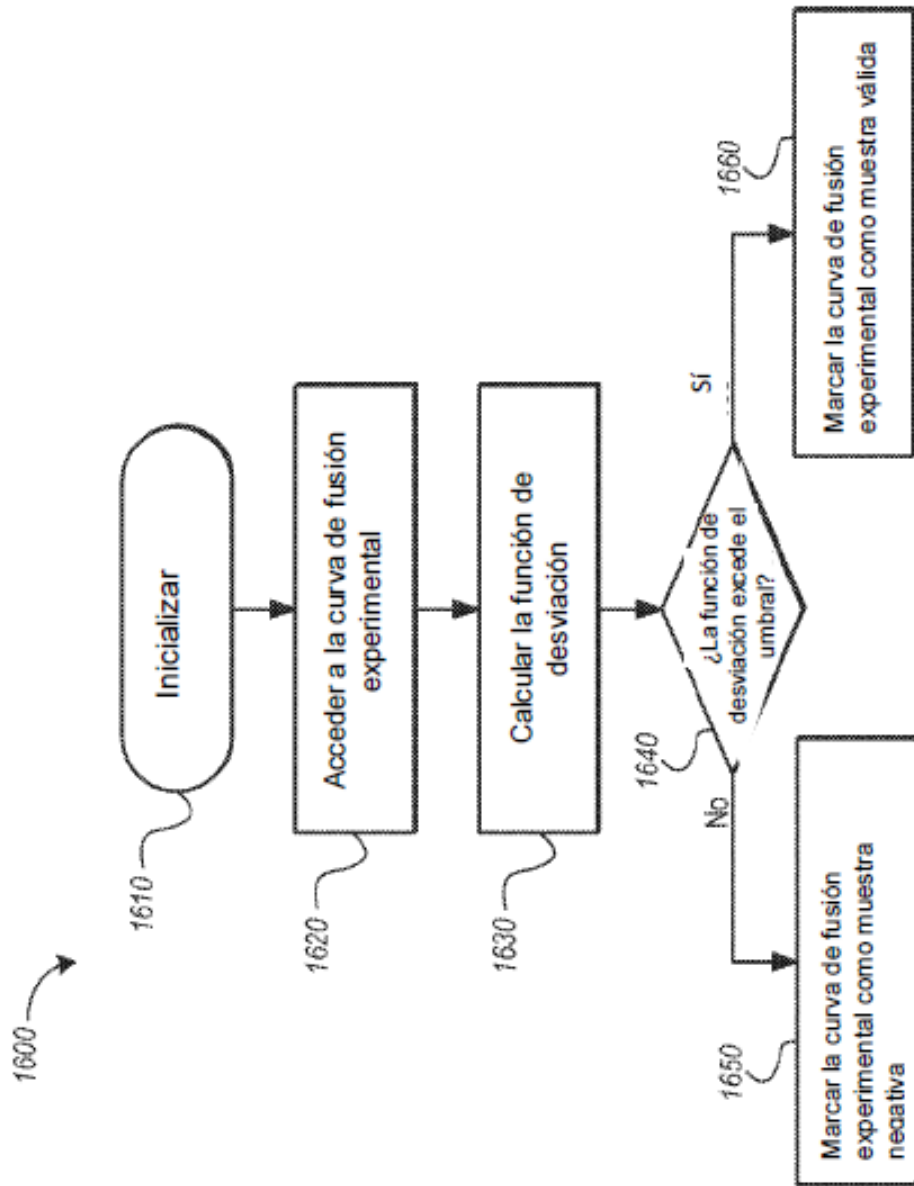 1600
1610
Inicializar
1620
Acceder a la curva de fusión
experimental
1630
Calcular la función de
desviación
1640
¿La función de
desviación excede el
umbral?
No
Sí
1650
Marcar la curva de fusión
experimental como muestra
negativa
1660
Marcar la curva de fusión
experimental como muestra válida